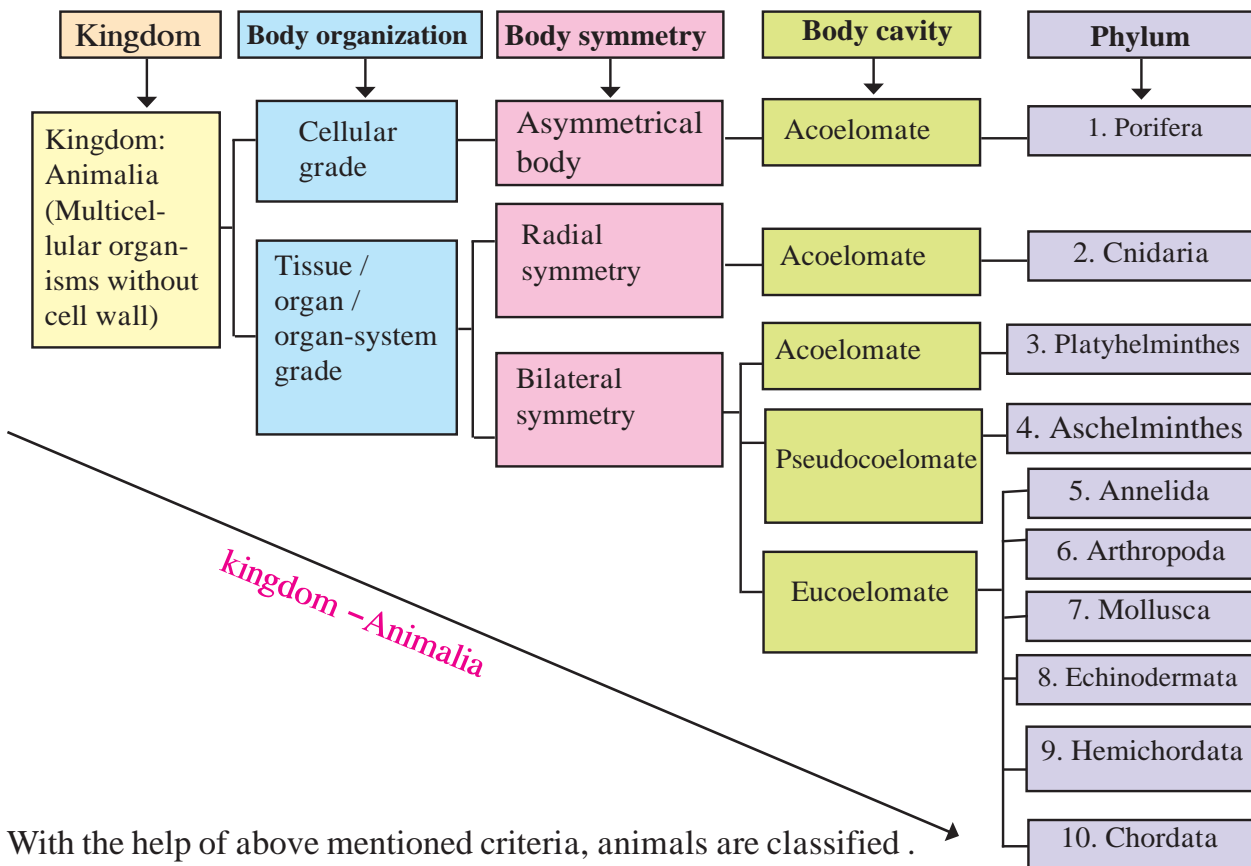 Kingdom
Body organization
Body symmetry
Body cavity
Phylum
Kingdom:
Animalia
(Multicel-
lular organ-
isms without
cell wall)
Cellular
grade
Asymmetrical
body
Acoelomate
1. Porifera
Tissue /
organ /
organ-system
grade
Radial
symmetry
Acoelomate
2. Cnidaria
Bilateral
symmetry
Acoelomate
3. Platyhelminthes
Pseudocoelomate
4. Aschelminthes
Eucoelomate
5. Annelida
6. Arthropoda
7. Mollusca
8. Echinodermata
9. Hemichordata
10. Chordata
kingdom –Animalia
With the help of above mentioned criteria, animals are classified .